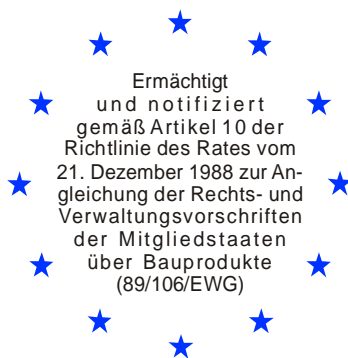 Ermächtigt
und notifiziert
gemäß Artikel 10 der
Richtlinie des Rates vom
21. Dezember 1988 zur An-
gleichung der Rechts- und
Verwaltungsvorschriften
der Mitgliedstaaten
über Bauprodukte
(89/106/EWG)